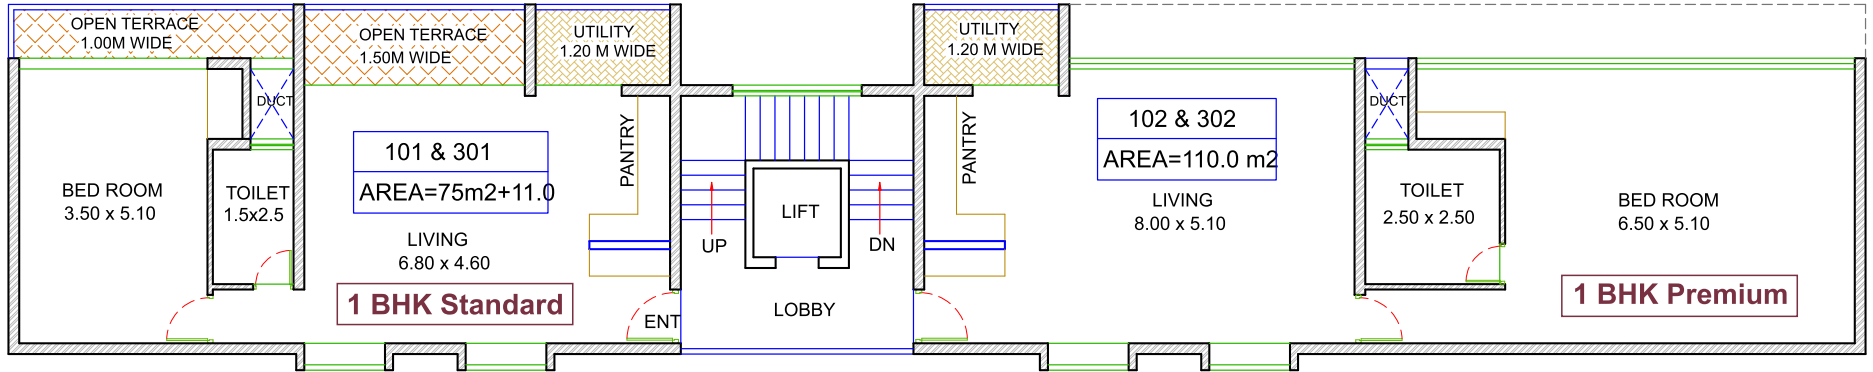 OPEN TERRACE
1.00M WIDE
OPEN TERRACE
1.50M WIDE
UTILITY
1.20 M WIDE
UTILITY
1.20 M WIDE
DUCT
DUCT
PANTRY
PANTRY
101 & 301
AREA=75m2+11.0
102 & 302
AREA=110.0 m2
BED ROOM
3.50 x 5.10
TOILET
1.5x2.5
LIVING
6.80 x 4.60
LIFT
UP
DN
LIVING
8.00 x 5.10
TOILET
2.50 x 2.50
BED ROOM
6.50 x 5.10
1 BHK Standard
1 BHK Premium
ENT
LOBBY